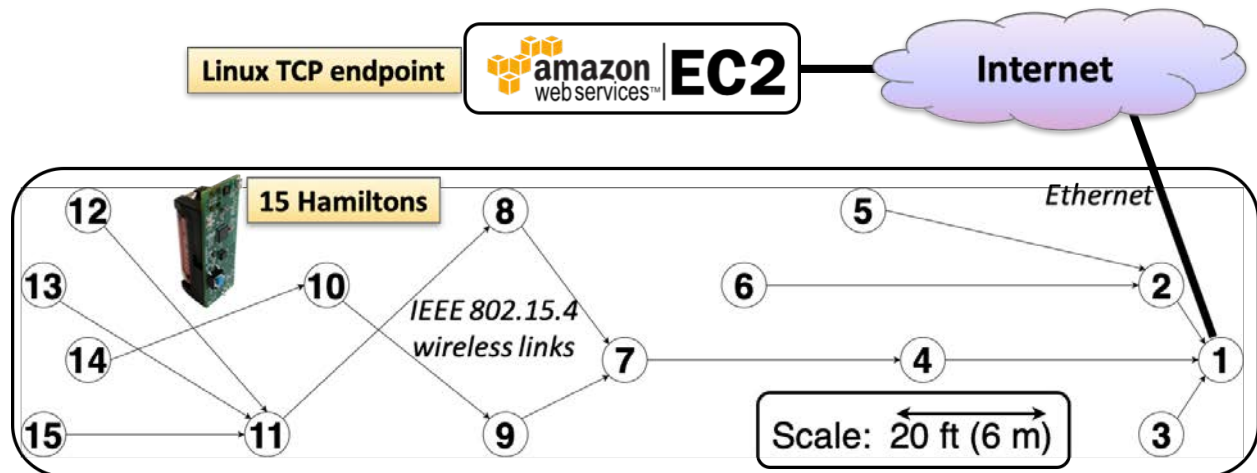 Linux TCP endpoint
amazon
web services™
EC2
Internet
Ethernet
15 Hamiltons
12
8
5
13
10
6
2
IEEE 802.15.4
wireless links
14
7
4
1
15
11
9
3
Scale: 20 ft (6 m)